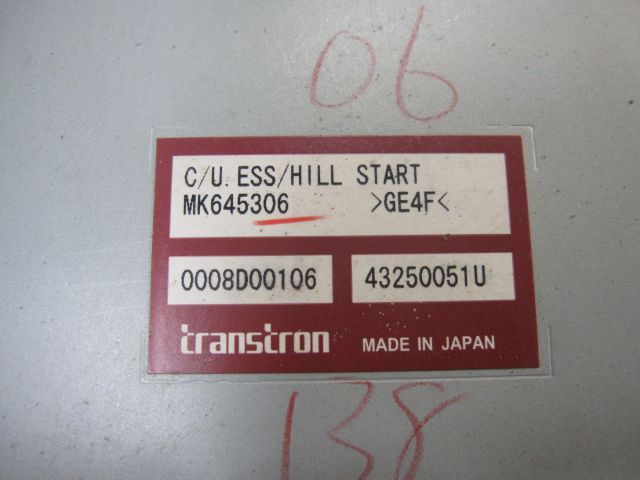 06
C/U. ESS/HILL START
MK645306 >GE4F<
0008D00106 43250051U
transtron MADE IN JAPAN
138